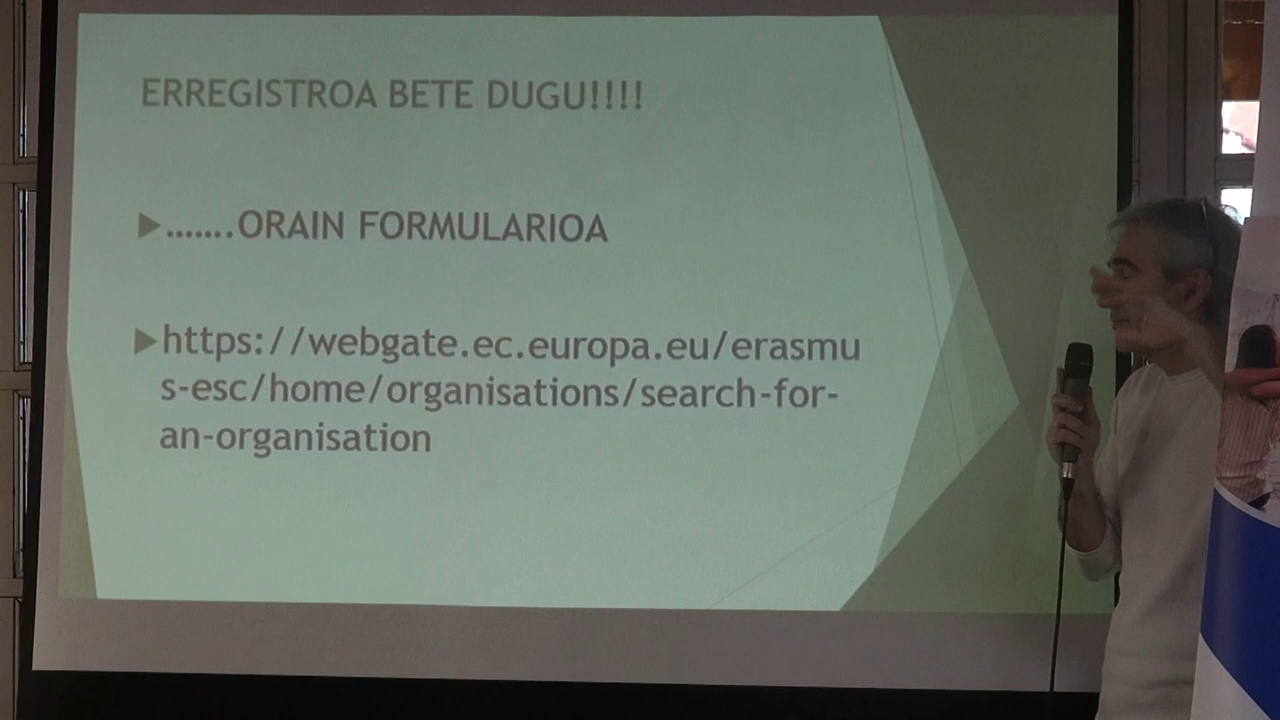 ERREGISTROA BETE DUGU!!!!
.......ORAIN FORMULARIOA
https://webgate.ec.europa.eu/erasmu
s-esc/home/organisations/search-for-
an-organisation